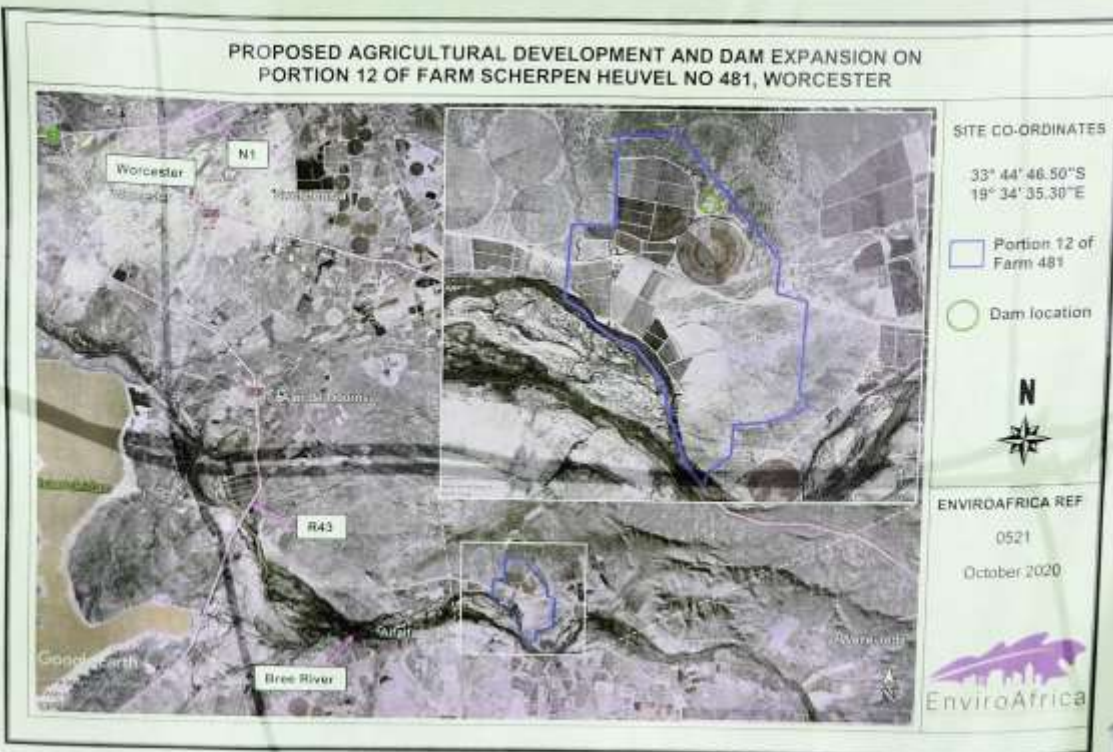 PROPOSED AGRICULTURAL DEVELOPMENT AND DAM EXPANSION ON
PORTION 12 OF FARM SCHERPEN HEUVEL NO 481, WORCESTER
SITE CO-ORDINATES
33° 44' 46.50"S
19° 34' 35.30"E
Portion 12 of
Farm 481
Dam location
N
ENVIROAFRICA REF
0521
October 2020
EnviroAfrica
Worcester
N1
R43
Bree River
Google earth
N